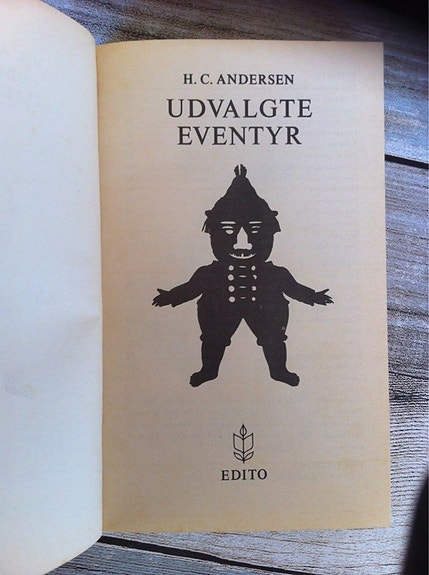 H. C. ANDERSEN
UDVALGTE
EVENTYR
EDITO